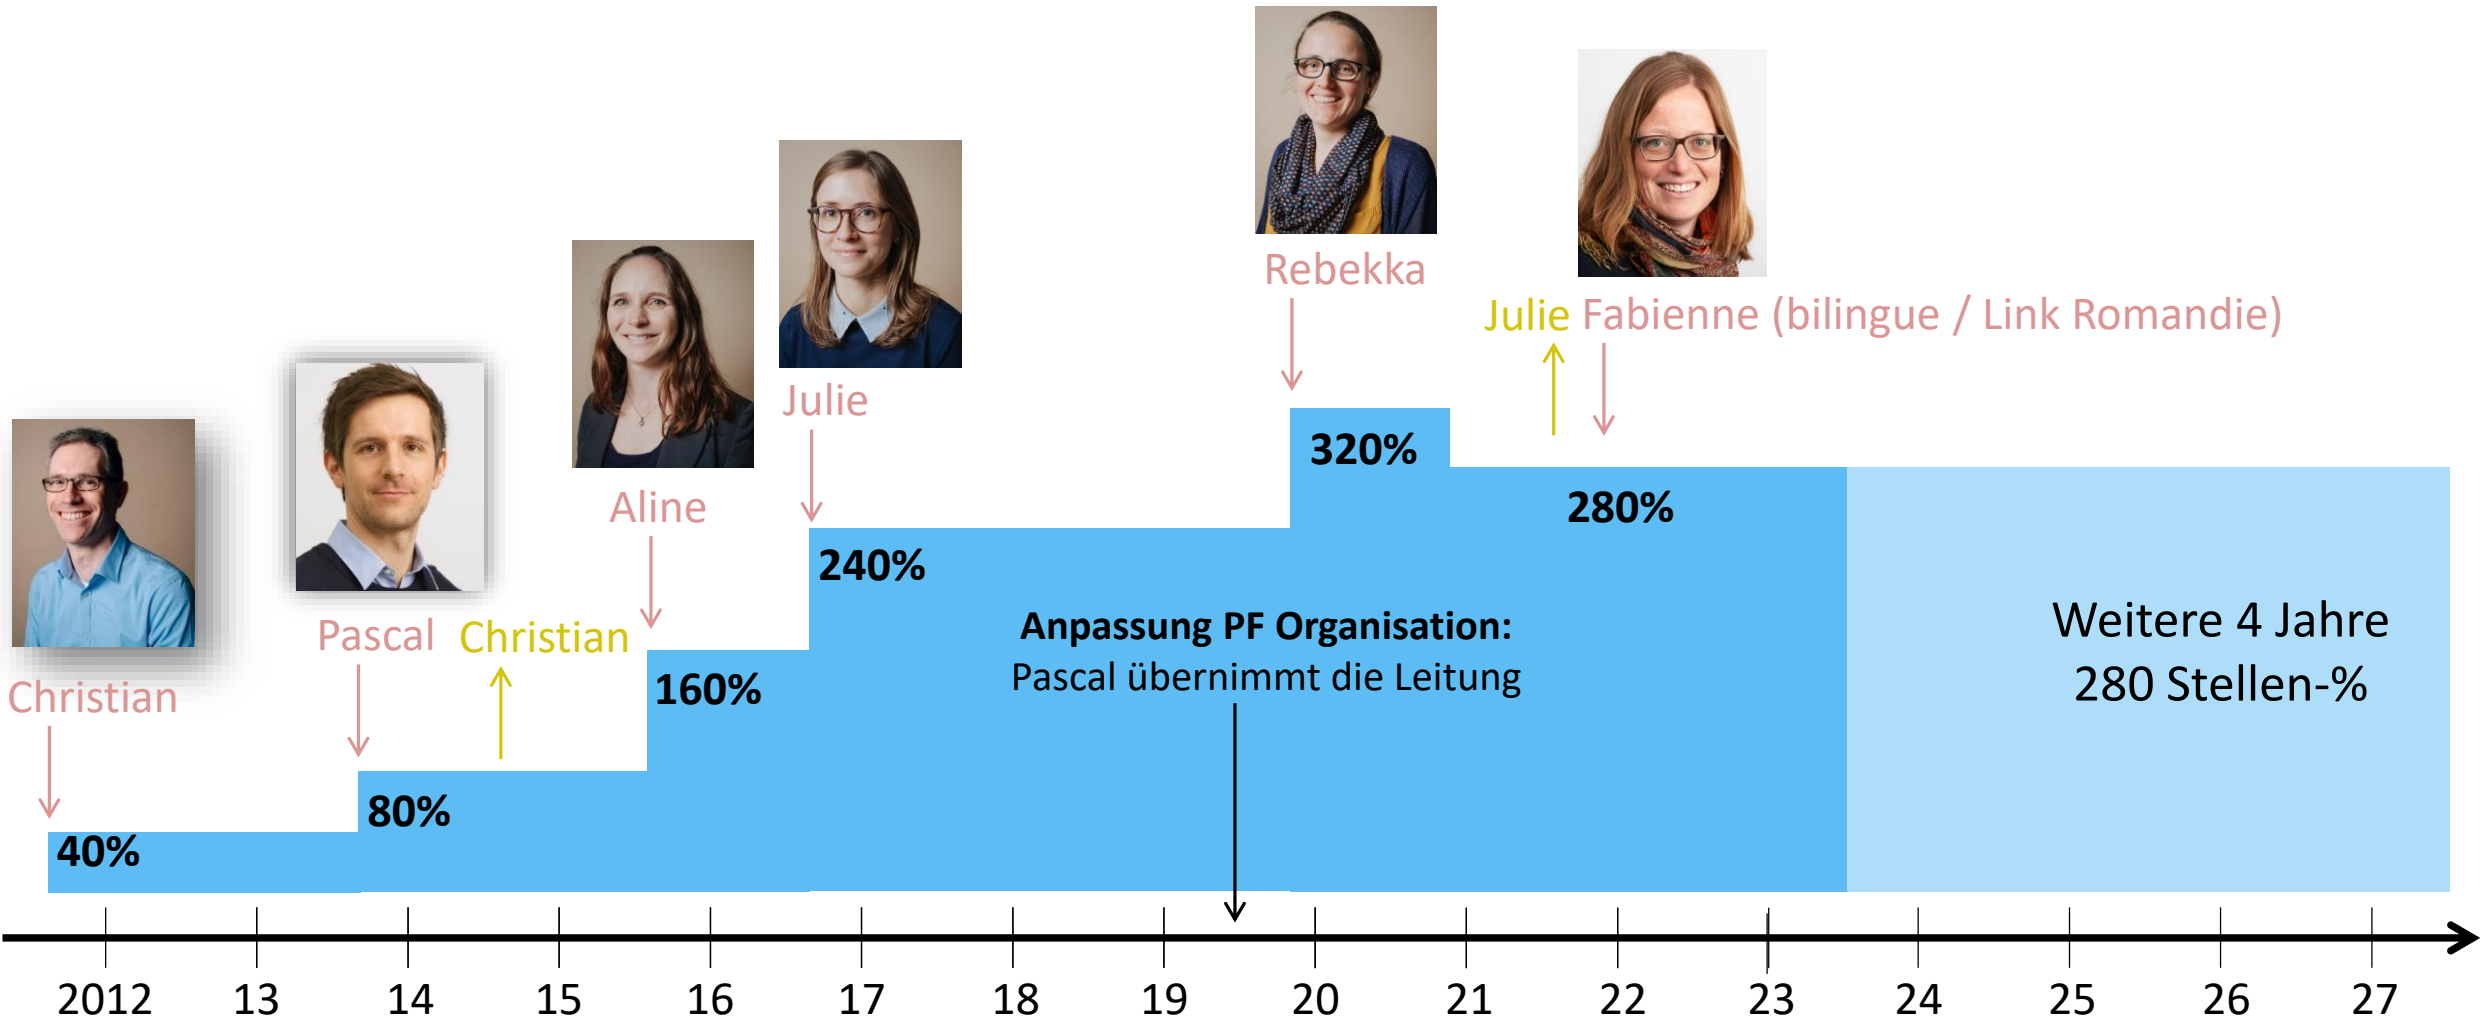 Rebekka
Julie Fabienne (bilingue / Link Romandie)
Julie
320%
Aline
280%
240%
Pascal Christian
Anpassung PF Organisation:
Pascal übernimmt die Leitung
Weitere 4 Jahre
280 Stellen-%
Christian
160%
80%
40%
2012 13 14 15 16 17 18 19 20 21 22 23 24 25 26 27